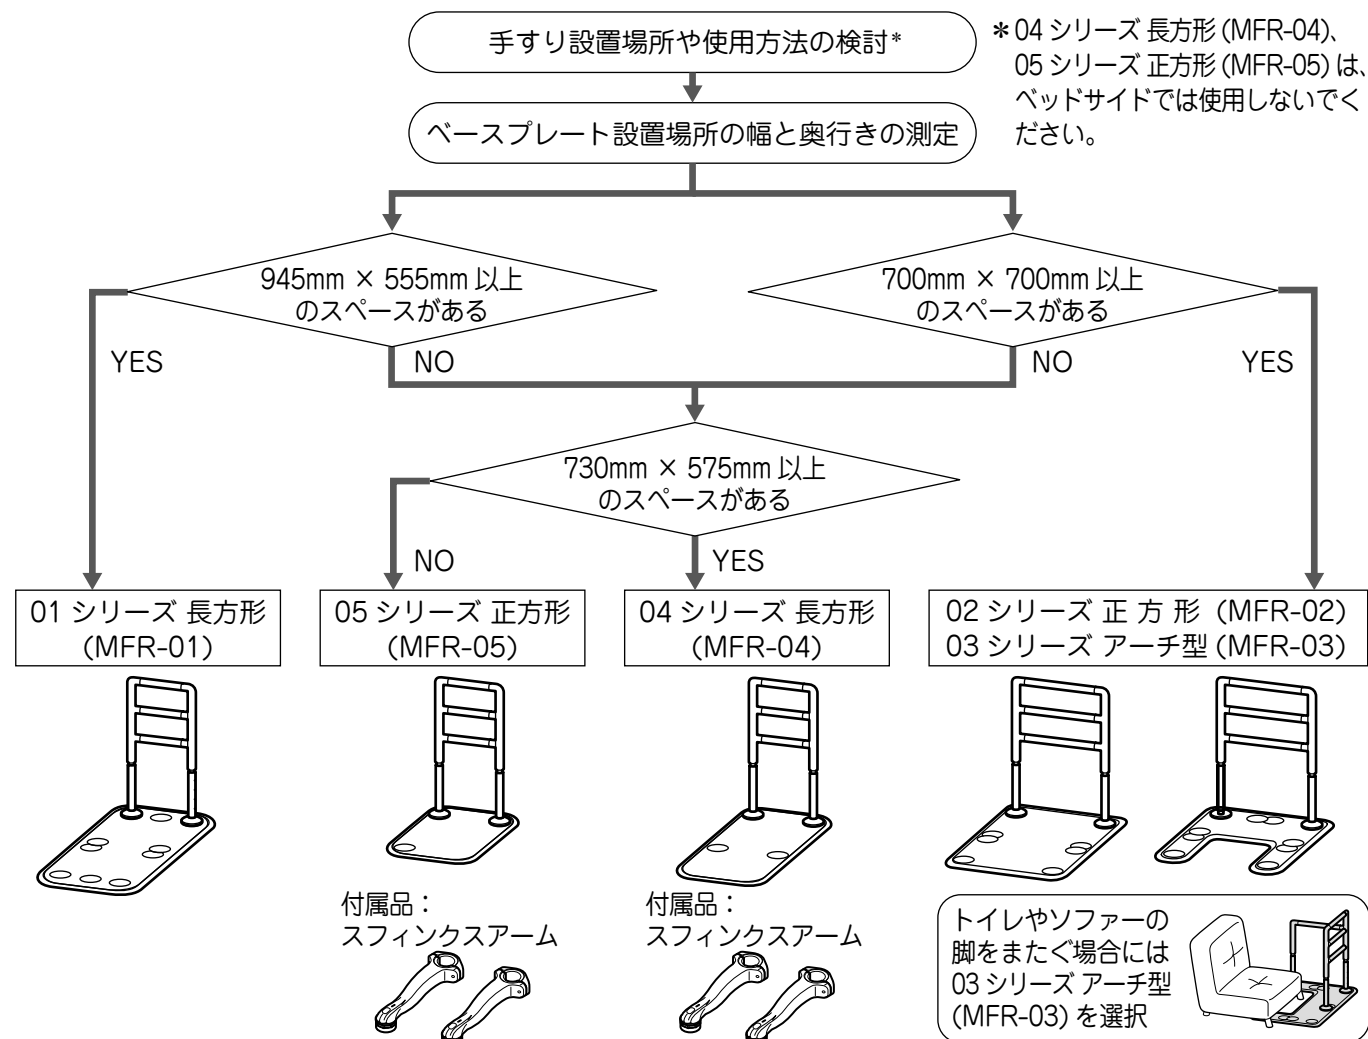 手すり設置場所や使用方法の検討*
*04 シリーズ 長方形 (MFR-04)、
05 シリーズ 正方形 (MFR-05) は、
ベッドサイドでは使用しないでく
ださい。
ベースプレート設置場所の幅と奥行きの測定
945mm × 555mm 以上
のスペースがある
700mm × 700mm 以上
のスペースがある
YES
NO
NO
YES
730mm × 575mm 以上
のスペースがある
NO
YES
01 シリーズ 長方形
(MFR-01)
05 シリーズ 正方形
(MFR-05)
04 シリーズ 長方形
(MFR-04)
02 シリーズ 正 方 形 (MFR-02)
03 シリーズ アーチ型 (MFR-03)
付属品:
スフィンクスアーム
付属品:
スフィンクスアーム
トイレやソファーの
脚をまたぐ場合には
03 シリーズ アーチ型
(MFR-03) を選択